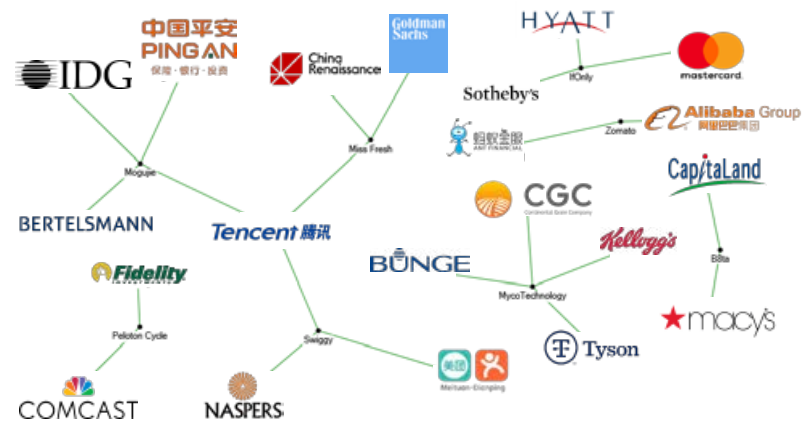 IDG
中国平安
PING AN
保险·银行·投资
China
Renaissance
Goldman
Sachs
HYATT
mastercard.
IfOnly
Sotheby's
蚂蚁金服
ANT FINANCIAL
Zomato
Alibaba Group
阿里巴巴集团
Mogujie
Miss Fresh
CapitaLand
BERTELSMANN
Tencent 腾讯
CGC
Continental Grain Company
Kellogg's
BUNGE
B8ta
Fidelity
INVESTMENTS
MycoTechnology
macy's
Peloton Cycle
Swiggy
Tyson
COMCAST
NASPERS
美团
Meituan-Dianping